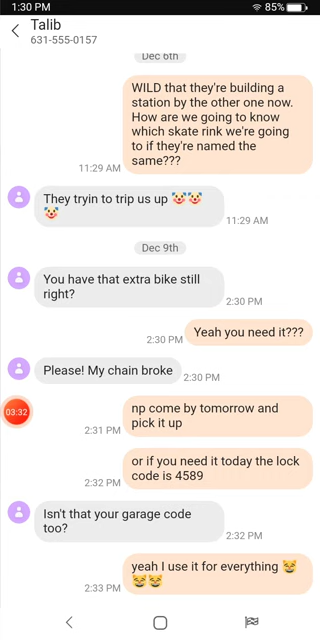 1:30 PM
85%
Talib
631-555-0157
Dec 6th
WILD that they're building a
station by the other one now.
How are we going to know
which skate rink we're going
to if they're named the
same???
11:29 AM
They tryin to trip us up 🤡🤡
🤡
11:29 AM
Dec 9th
You have that extra bike still
right?
2:30 PM
Yeah you need it???
2:30 PM
Please! My chain broke
2:30 PM
03:32
np come by tomorrow and
pick it up
2:31 PM
or if you need it today the lock
code is 4589
2:32 PM
Isn't that your garage code
too?
2:32 PM
yeah I use it for everything 😹
😹😹
2:33 PM